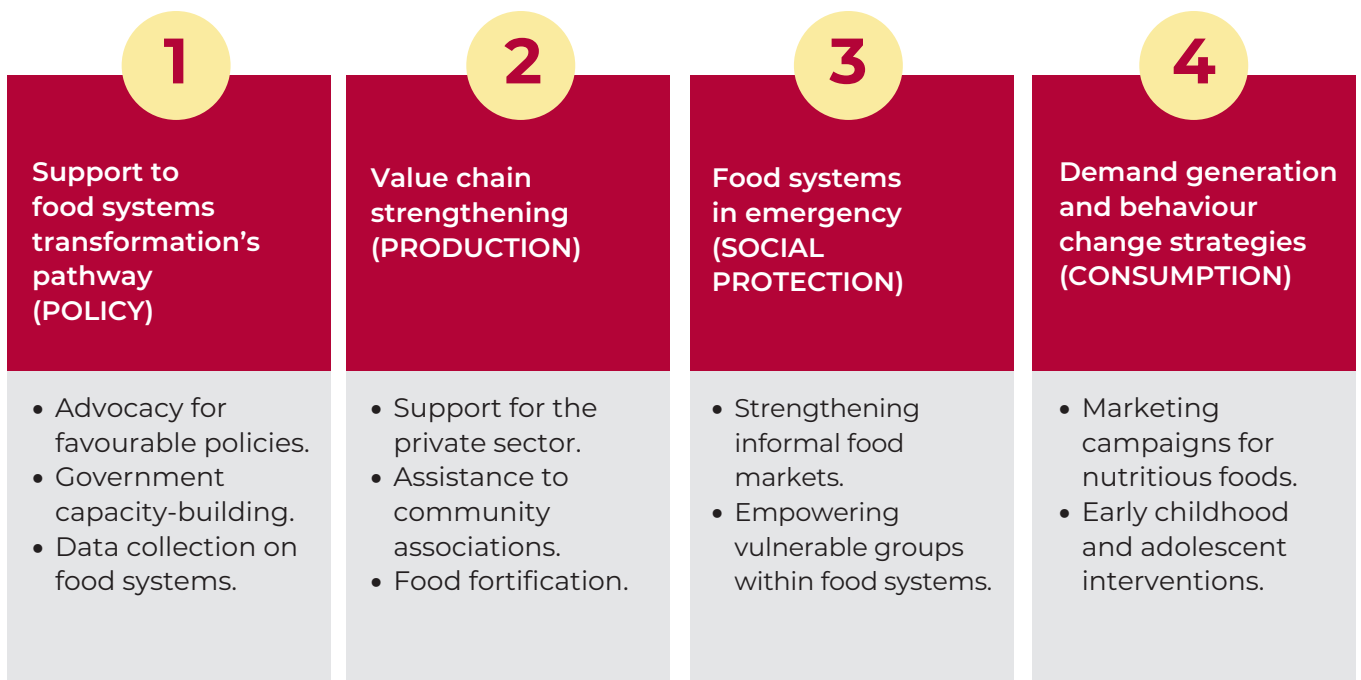 1
Support to
food systems
transformation’s
pathway
(POLICY)
• Advocacy for
favourable policies.
• Government
capacity-building.
• Data collection on
food systems.
2
Value chain
strengthening
(PRODUCTION)
• Support for the
private sector.
• Assistance to
community
associations.
• Food fortification.
3
Food systems
in emergency
(SOCIAL
PROTECTION)
• Strengthening
informal food
markets.
• Empowering
vulnerable groups
within food systems.
4
Demand generation
and behaviour
change strategies
(CONSUMPTION)
• Marketing
campaigns for
nutritious foods.
• Early childhood
and adolescent
interventions.